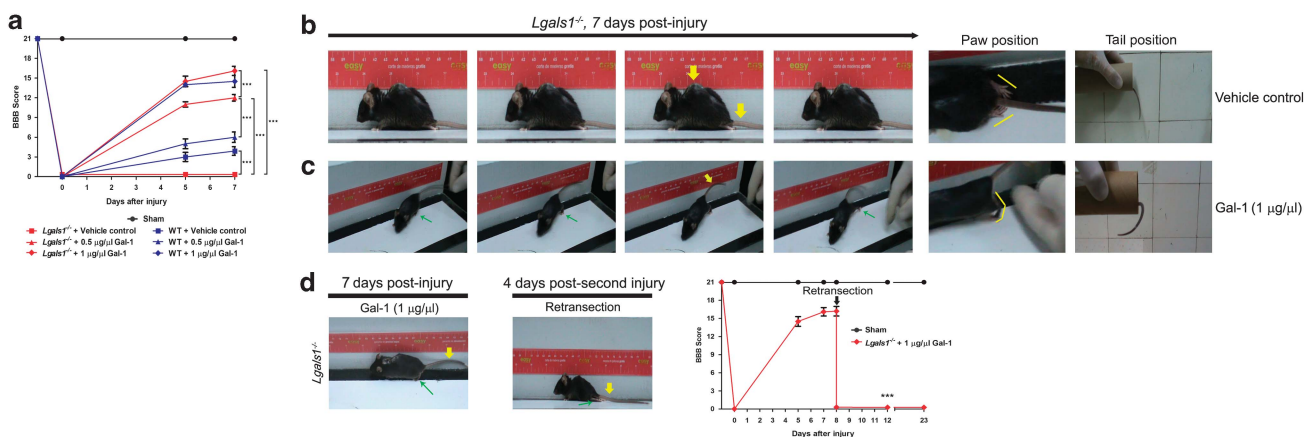 a
21
18
15
12
9
6
3
0
BBB Score
0 1 2 3 4 5 6 7
Days after injury
***
***
***
***
***
***
Sham
Lgals1-/- + Vehicle control
WT + Vehicle control
Lgals1-/- + 0.5 µg/µl Gal-1
WT + 0.5 µg/µl Gal-1
Lgals1-/- + 1 µg/µl Gal-1
WT + 1 µg/µl Gal-1
b
Lgals1-/-, 7 days post-injury
Paw position
Tail position
easy
easy
easy
easy
Vehicle control
c
Gal-1 (1 µg/µl)
d
7 days post-injury
4 days post-second injury
Gal-1 (1 µg/µl)
Retransection
Lgals1-/-
21
18
15
12
9
6
3
0
BBB Score
Retransection
Sham
Lgals1-/- + 1 µg/µl Gal-1
***
0 1 2 3 4 5 6 7 8 9 10 11 12 23
Days after injury